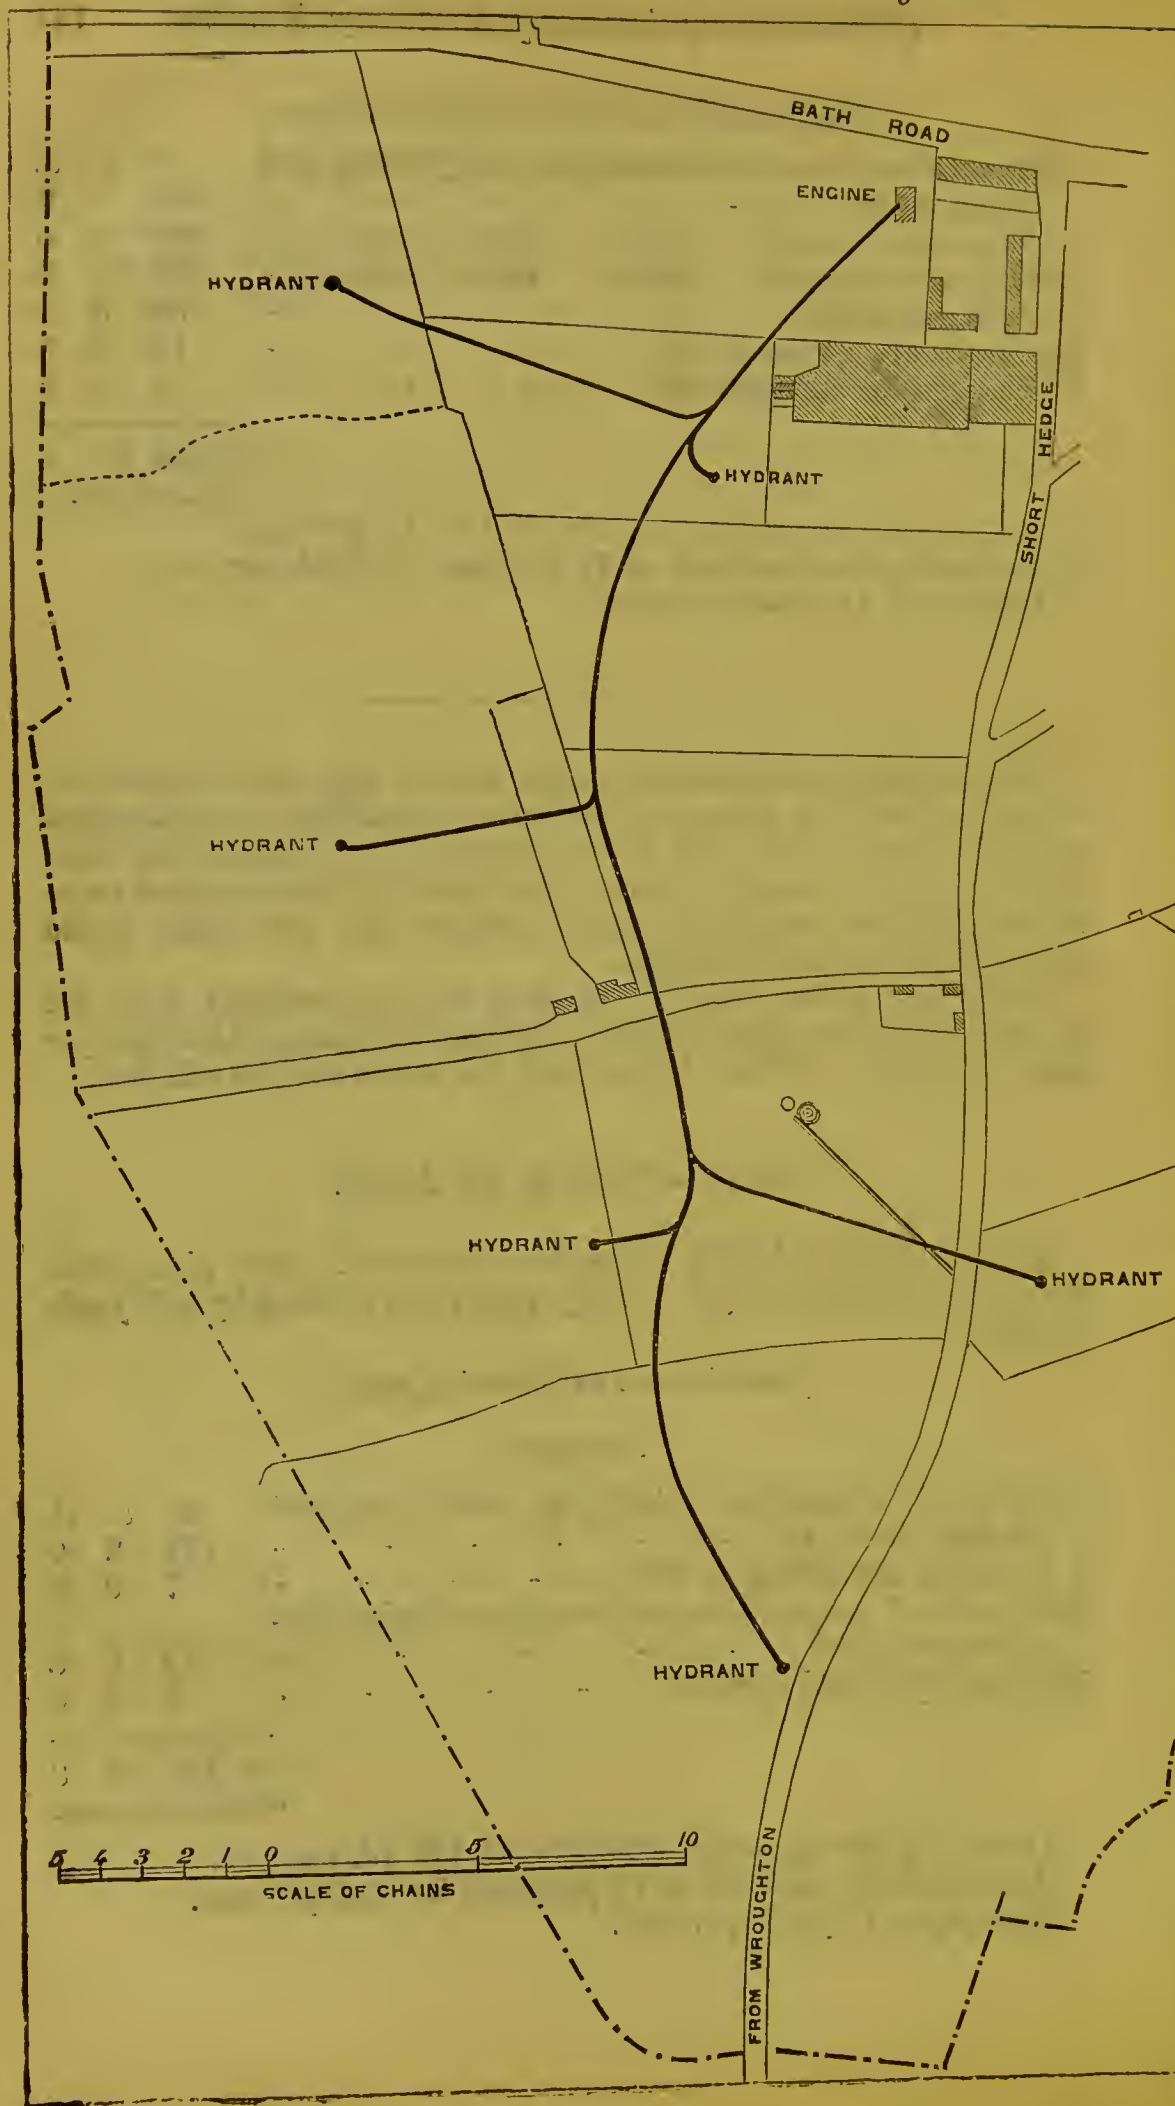 BATH ROAD
ENGINE
HYDRANT
HYDRANT
SHORT HEDGE
HYDRANT
HYDRANT
HYDRANT
HYDRANT
5 4 3 2 1 0 5 10
SCALE OF CHAINS
FROM WROUGHTON